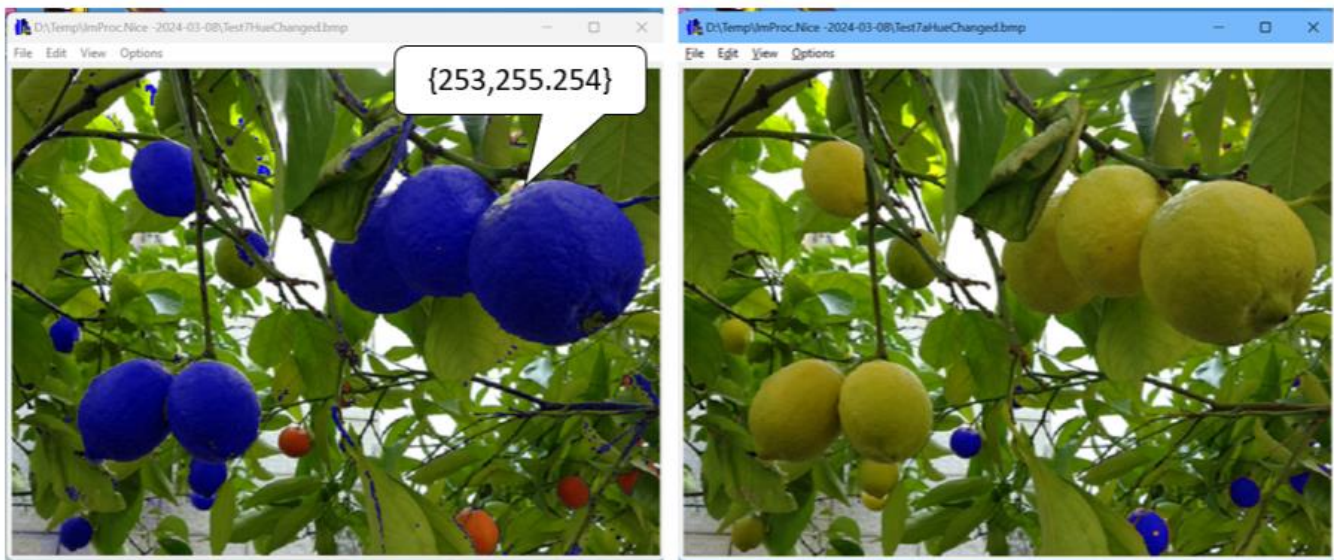 D:\Temp\ImProc.Nice -2024-03-08\Test7HueChanged.bmp
File Edit View Options
{253,255.254}
D:\Temp\ImProc.Nice -2024-03-08\Test7aHueChanged.bmp
File Edit View Options